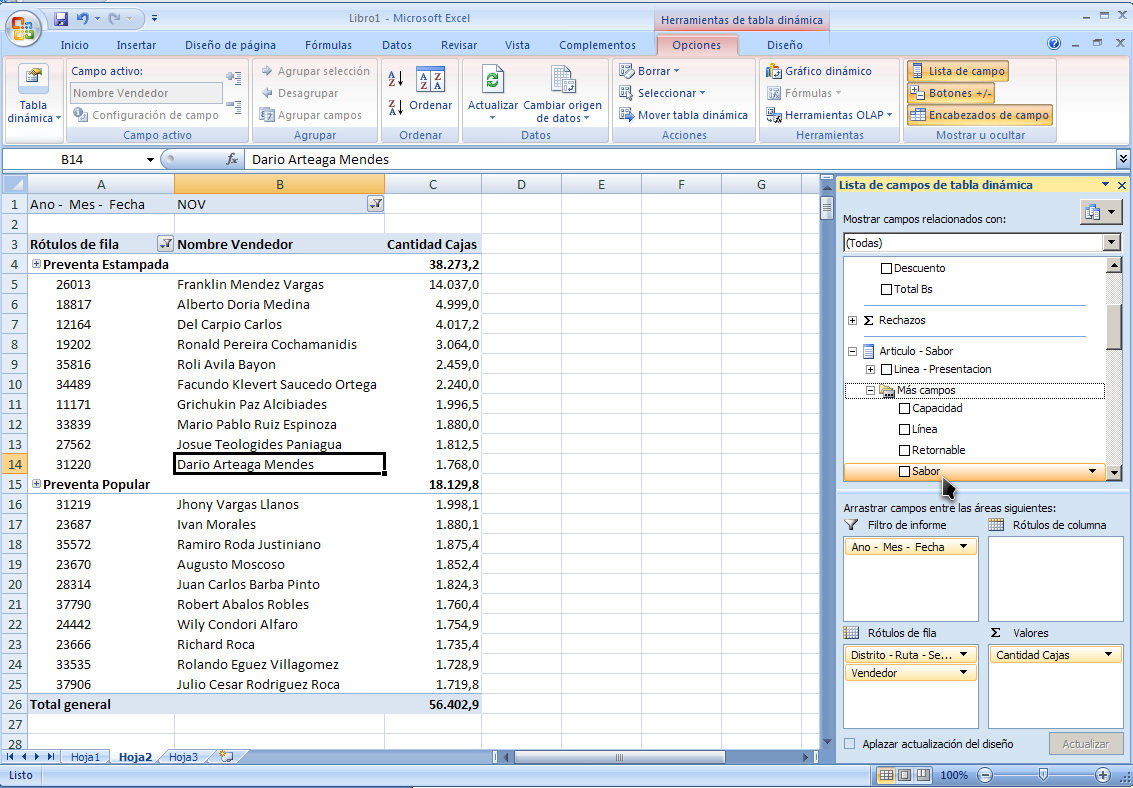 Libro1 - Microsoft Excel
Herramientas de tabla dinámica
Inicio Insertar Diseño de página Fórmulas Datos Revisar Vista Complementos Opciones Diseño
Tabla dinámica
Campo activo:
Nombre Vendedor
Configuración de campo
Campo activo
Agrupar selección
Desagrupar
Agrupar campos
Agrupar
Ordenar
Ordenar
Actualizar
Cambiar origen de datos
Datos
Borrar
Seleccionar
Mover tabla dinámica
Acciones
Gráfico dinámico
Fórmulas
Herramientas OLAP
Herramientas
Lista de campo
Botones +/-
Encabezados de campo
Mostrar u ocultar
B14 fx Dario Arteaga Mendes
A B C D E F G
1 Ano - Mes - Fecha NOV
2
3 Rótulos de fila Nombre Vendedor Cantidad Cajas
4 Preventa Estampada 38.273,2
5 26013 Franklin Mendez Vargas 14.037,0
6 18817 Alberto Doria Medina 4.999,0
7 12164 Del Carpio Carlos 4.017,2
8 19202 Ronald Pereira Cochamanidis 3.064,0
9 35816 Roli Avila Bayon 2.459,0
10 34489 Facundo Klevert Saucedo Ortega 2.240,0
11 11171 Grichukin Paz Alcibiades 1.996,5
12 33839 Mario Pablo Ruiz Espinoza 1.880,0
13 27562 Josue Teologides Paniagua 1.812,5
14 31220 Dario Arteaga Mendes 1.768,0
15 Preventa Popular 18.129,8
16 31219 Jhony Vargas Llanos 1.998,1
17 23687 Ivan Morales 1.880,1
18 35572 Ramiro Roda Justiniano 1.875,4
19 23670 Augusto Moscoso 1.852,4
20 28314 Juan Carlos Barba Pinto 1.824,3
21 37790 Robert Abalos Robles 1.760,4
22 24442 Wily Condori Alfaro 1.754,9
23 23666 Richard Roca 1.735,4
24 33535 Rolando Eguez Villagomez 1.728,9
25 37906 Julio Cesar Rodriguez Roca 1.719,8
26 Total general 56.402,9
27
28
Hoja1 Hoja2 Hoja3
Listo
100%
Lista de campos de tabla dinámica
Mostrar campos relacionados con:
(Todas)
Descuento
Total Bs
Σ Rechazos
Articulo - Sabor
Linea - Presentacion
Más campos
Capacidad
Línea
Retornable
Sabor
Arrastrar campos entre las áreas siguientes:
Filtro de informe
Ano - Mes - Fecha
Rótulos de columna
Rótulos de fila
Distrito - Ruta - Se...
Vendedor
Σ Valores
Cantidad Cajas
Aplazar actualización del diseño
Actualizar